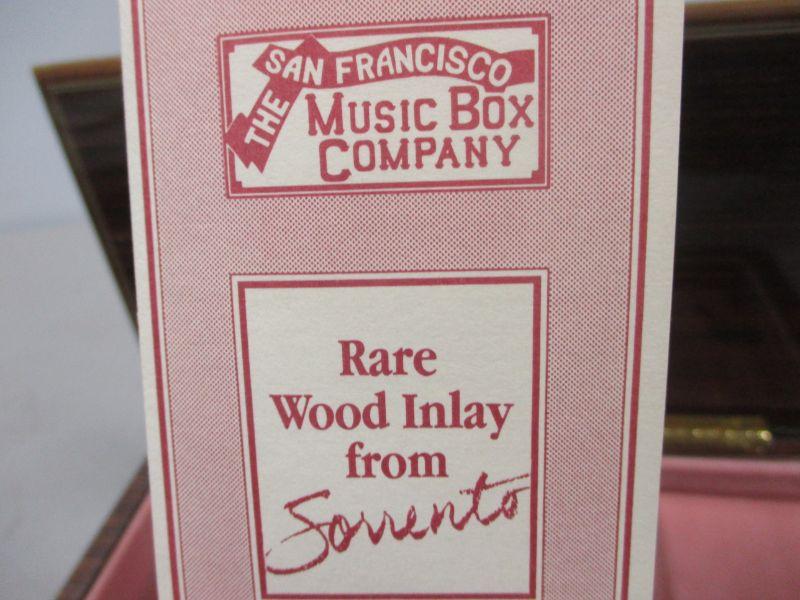 THE SAN FRANCISCO
MUSIC BOX
COMPANY
Rare
Wood Inlay
from
Sorrento